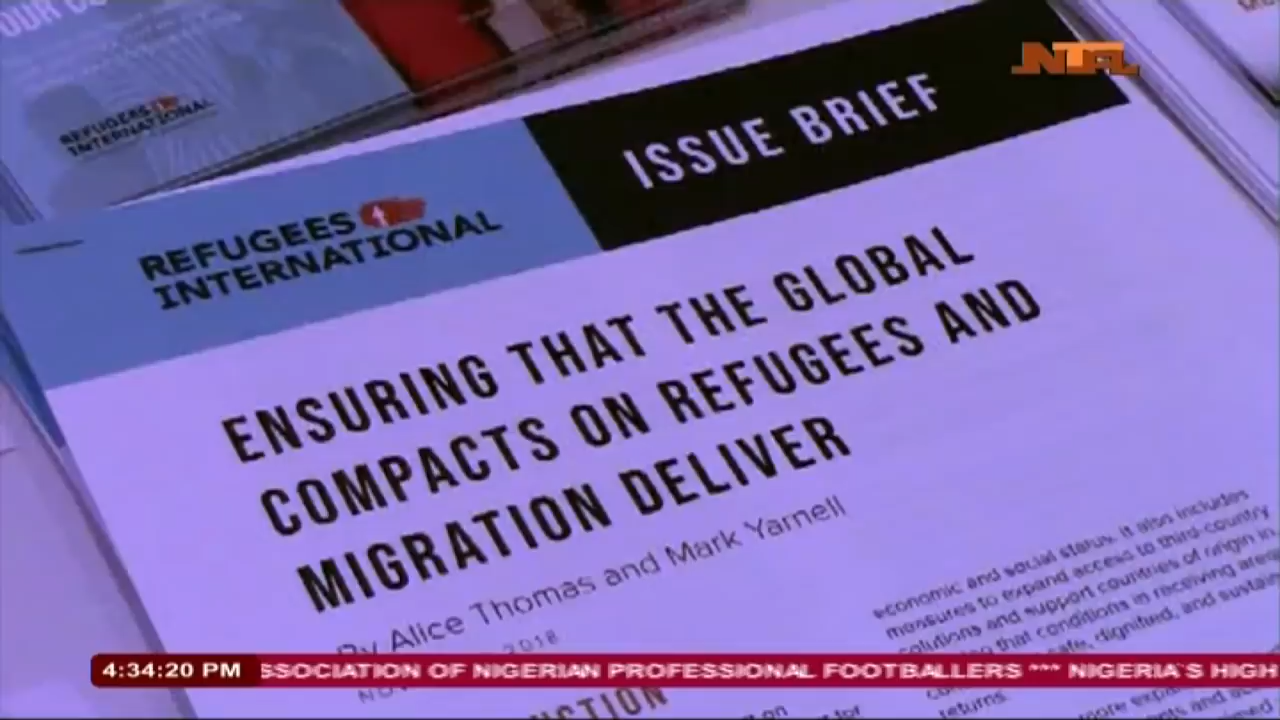 REFUGEES
INTERNATIONAL
NTA
REFUGEES
INTERNATIONAL
ISSUE BRIEF
ENSURING THAT THE GLOBAL
COMPACTS ON REFUGEES AND
MIGRATION DELIVER
By Alice Thomas and Mark Yarnell
2018
economic and social status. It also includes
measures to expand access to third-country
solutions and support countries of origin in
that conditions in receiving areas
safe, dignified, and
returns.
4:34:20 PM SSOCIATION OF NIGERIAN PROFESSIONAL FOOTBALLERS *** NIGERIA'S HIGH